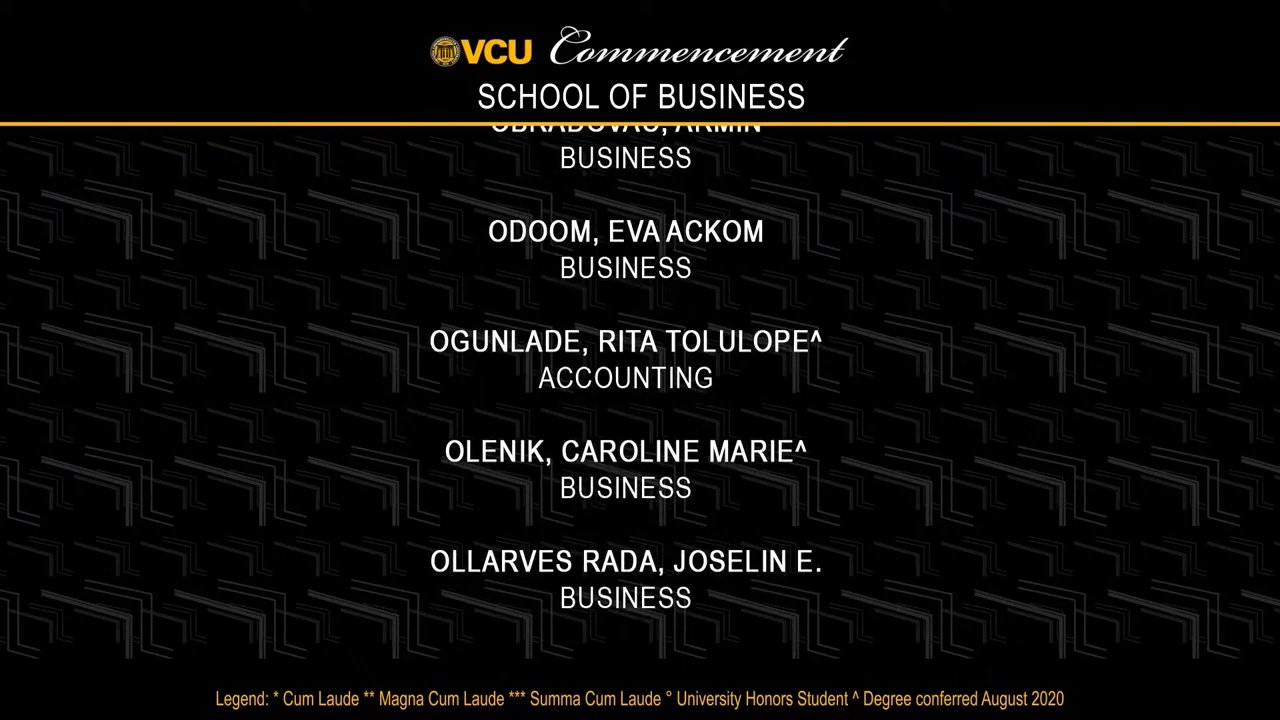 VCU Commencement
SCHOOL OF BUSINESS
OBRADOVAC, ARMIN
BUSINESS
ODOOM, EVA ACKOM
BUSINESS
OGUNLADE, RITA TOLULOPE^
ACCOUNTING
OLENIK, CAROLINE MARIE^
BUSINESS
OLLARVES RADA, JOSELIN E.
BUSINESS
Legend: * Cum Laude ** Magna Cum Laude *** Summa Cum Laude ° University Honors Student ^ Degree conferred August 2020